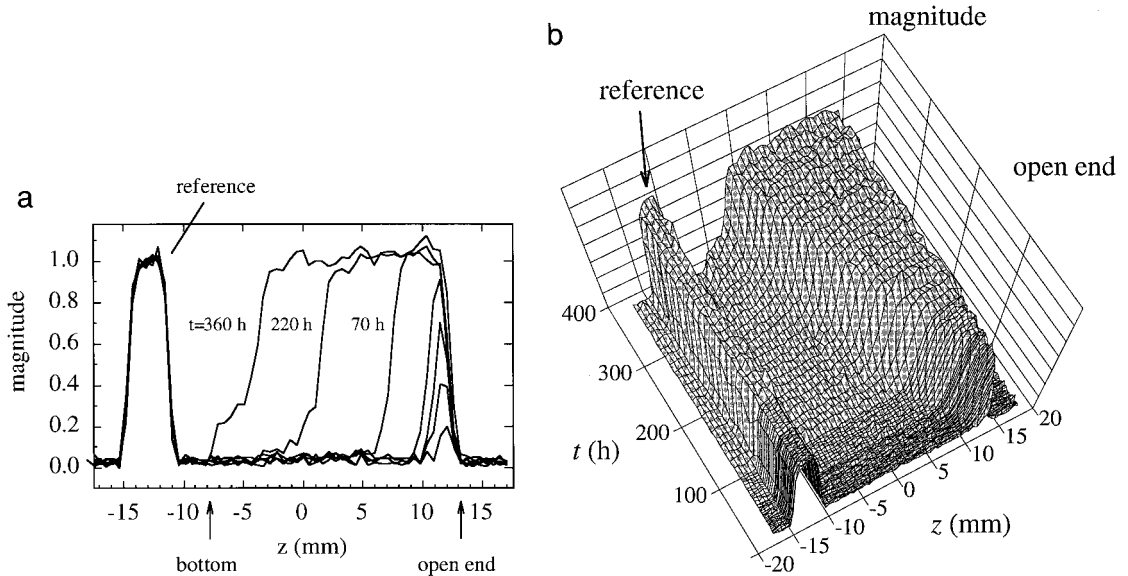 a
reference
magnitude
1.0
0.8
0.6
0.4
0.2
0.0
t=360 h 220 h 70 h
-15 -10 -5 0 5 10 15
z (mm)
bottom open end
b
magnitude
reference
open end
400
300
200
100
t (h)
-20 -15 -10 -5 0 5 10 15 20
z (mm)